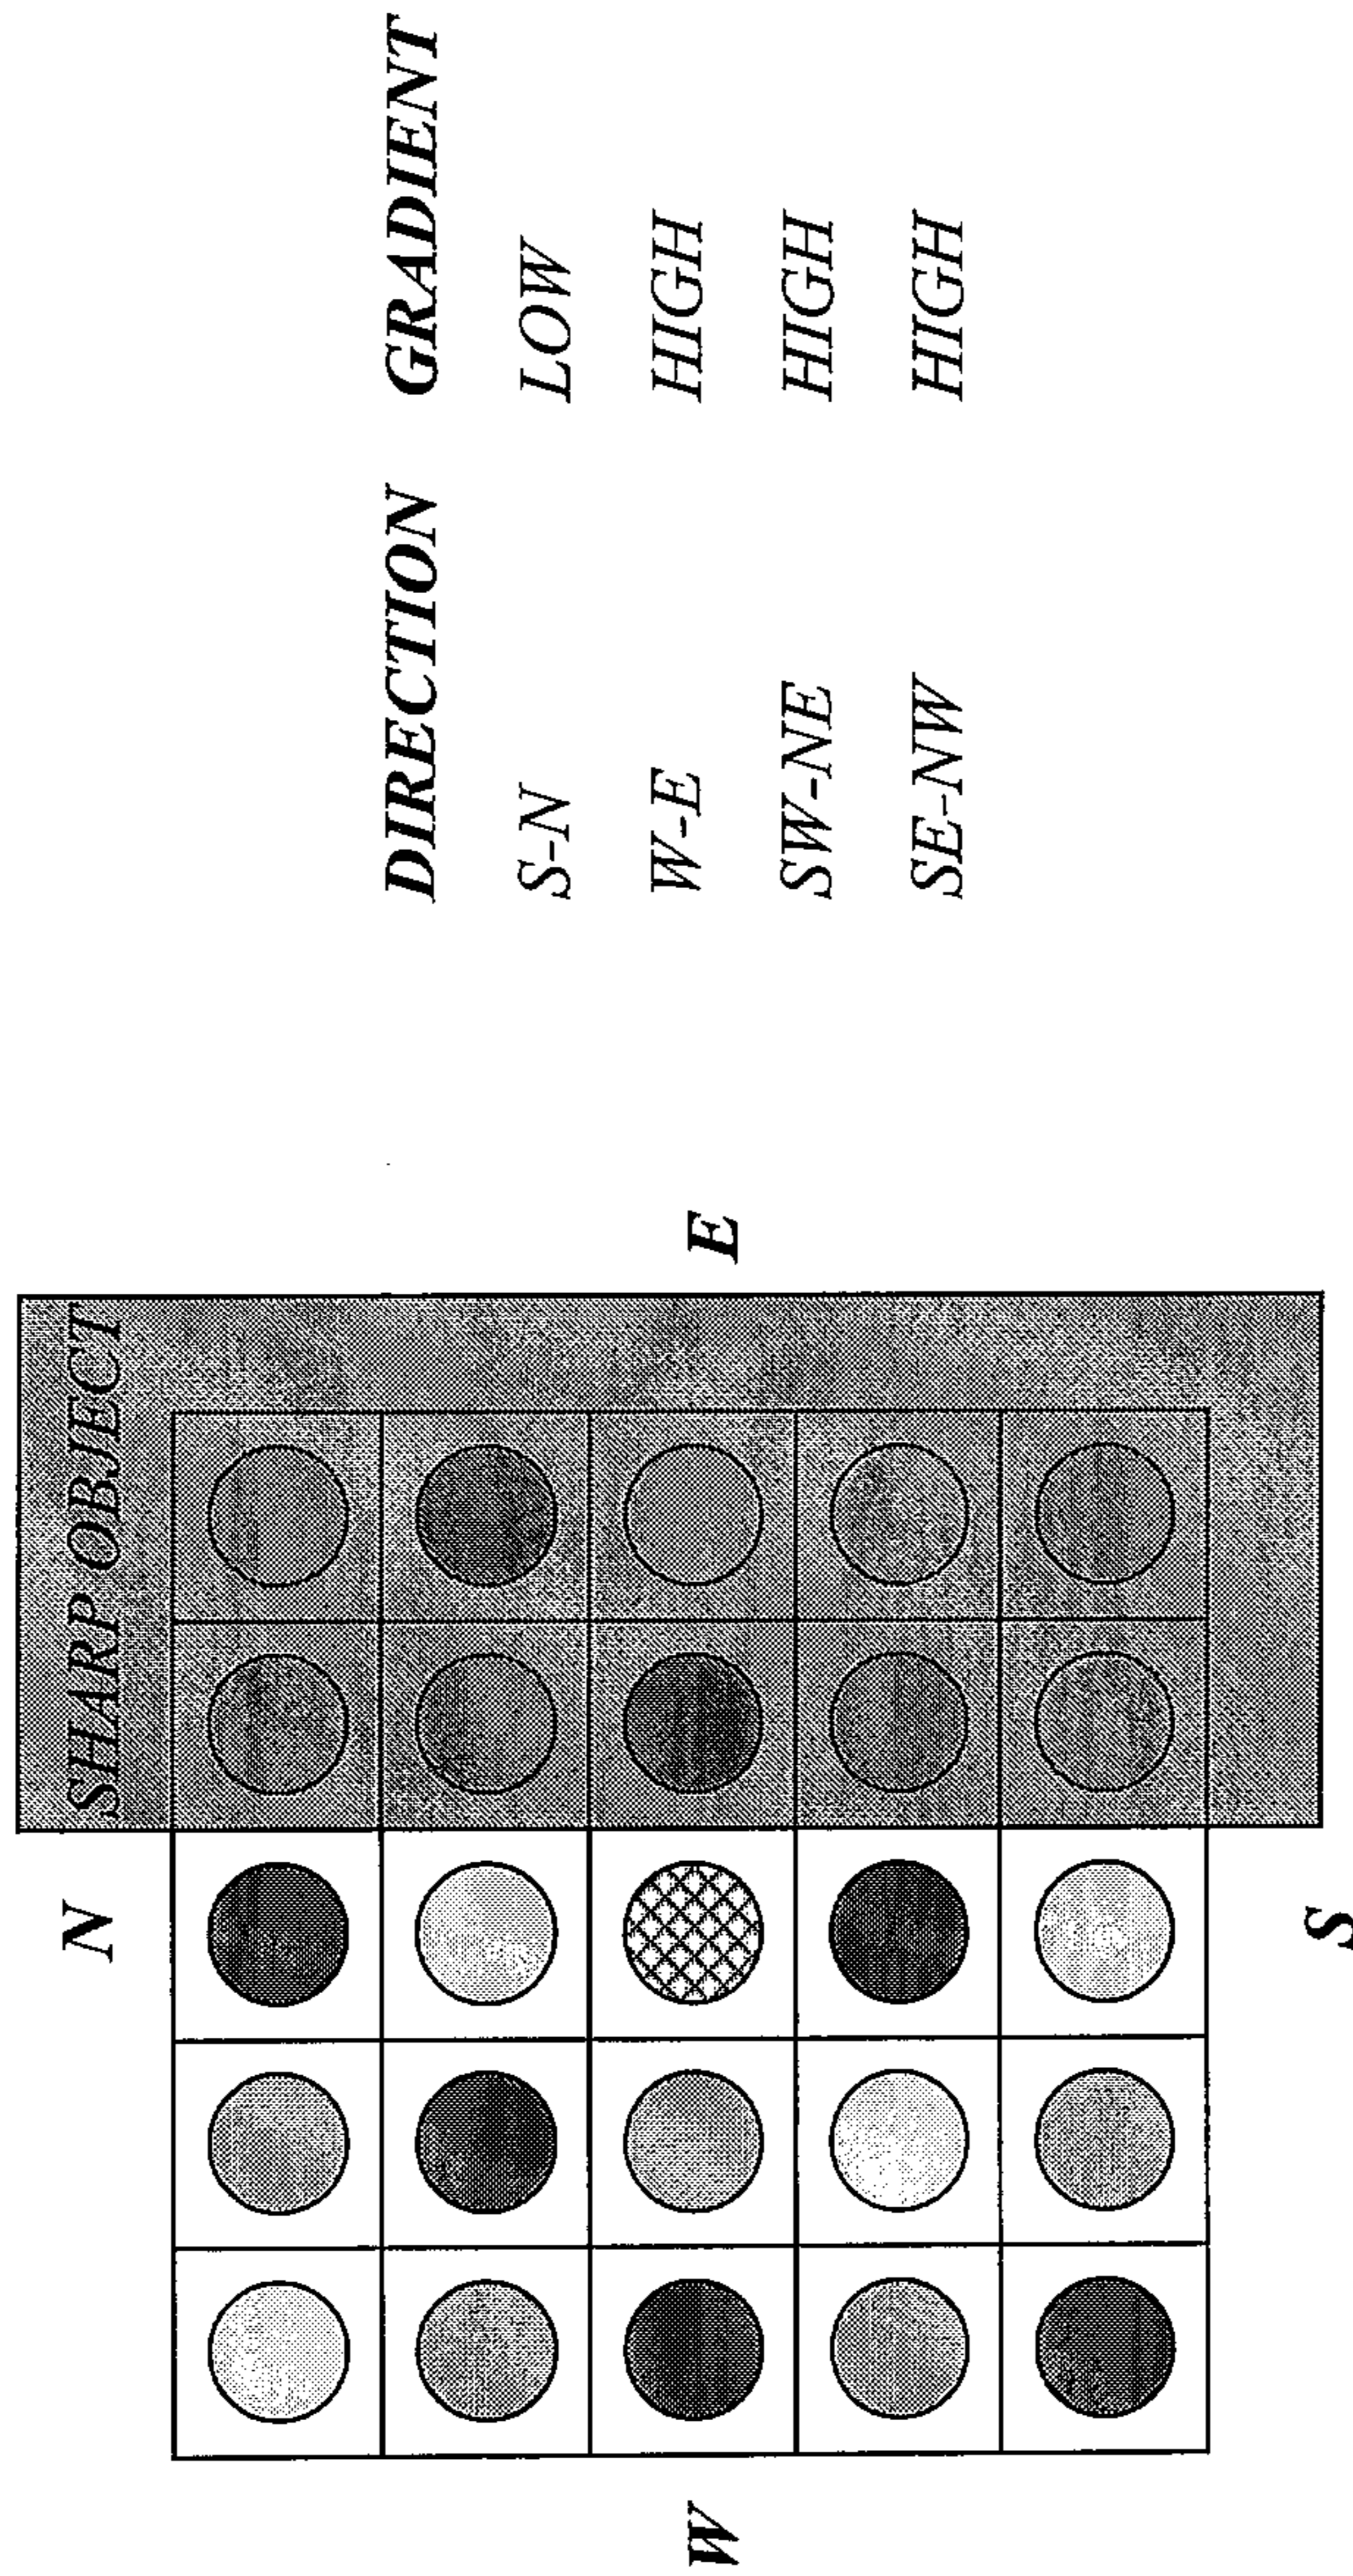 N
SHARP OBJECT
W
E
S
DIRECTION GRADIENT
S-N LOW
W-E HIGH
SW-NE HIGH
SE-NW HIGH